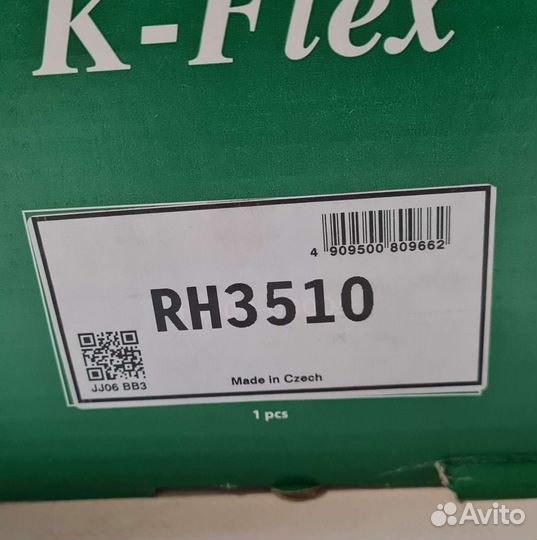 K-Flex
4 909500 809662
RH3510
JJ06 BB3
Made in Czech
1 pcs
Avito